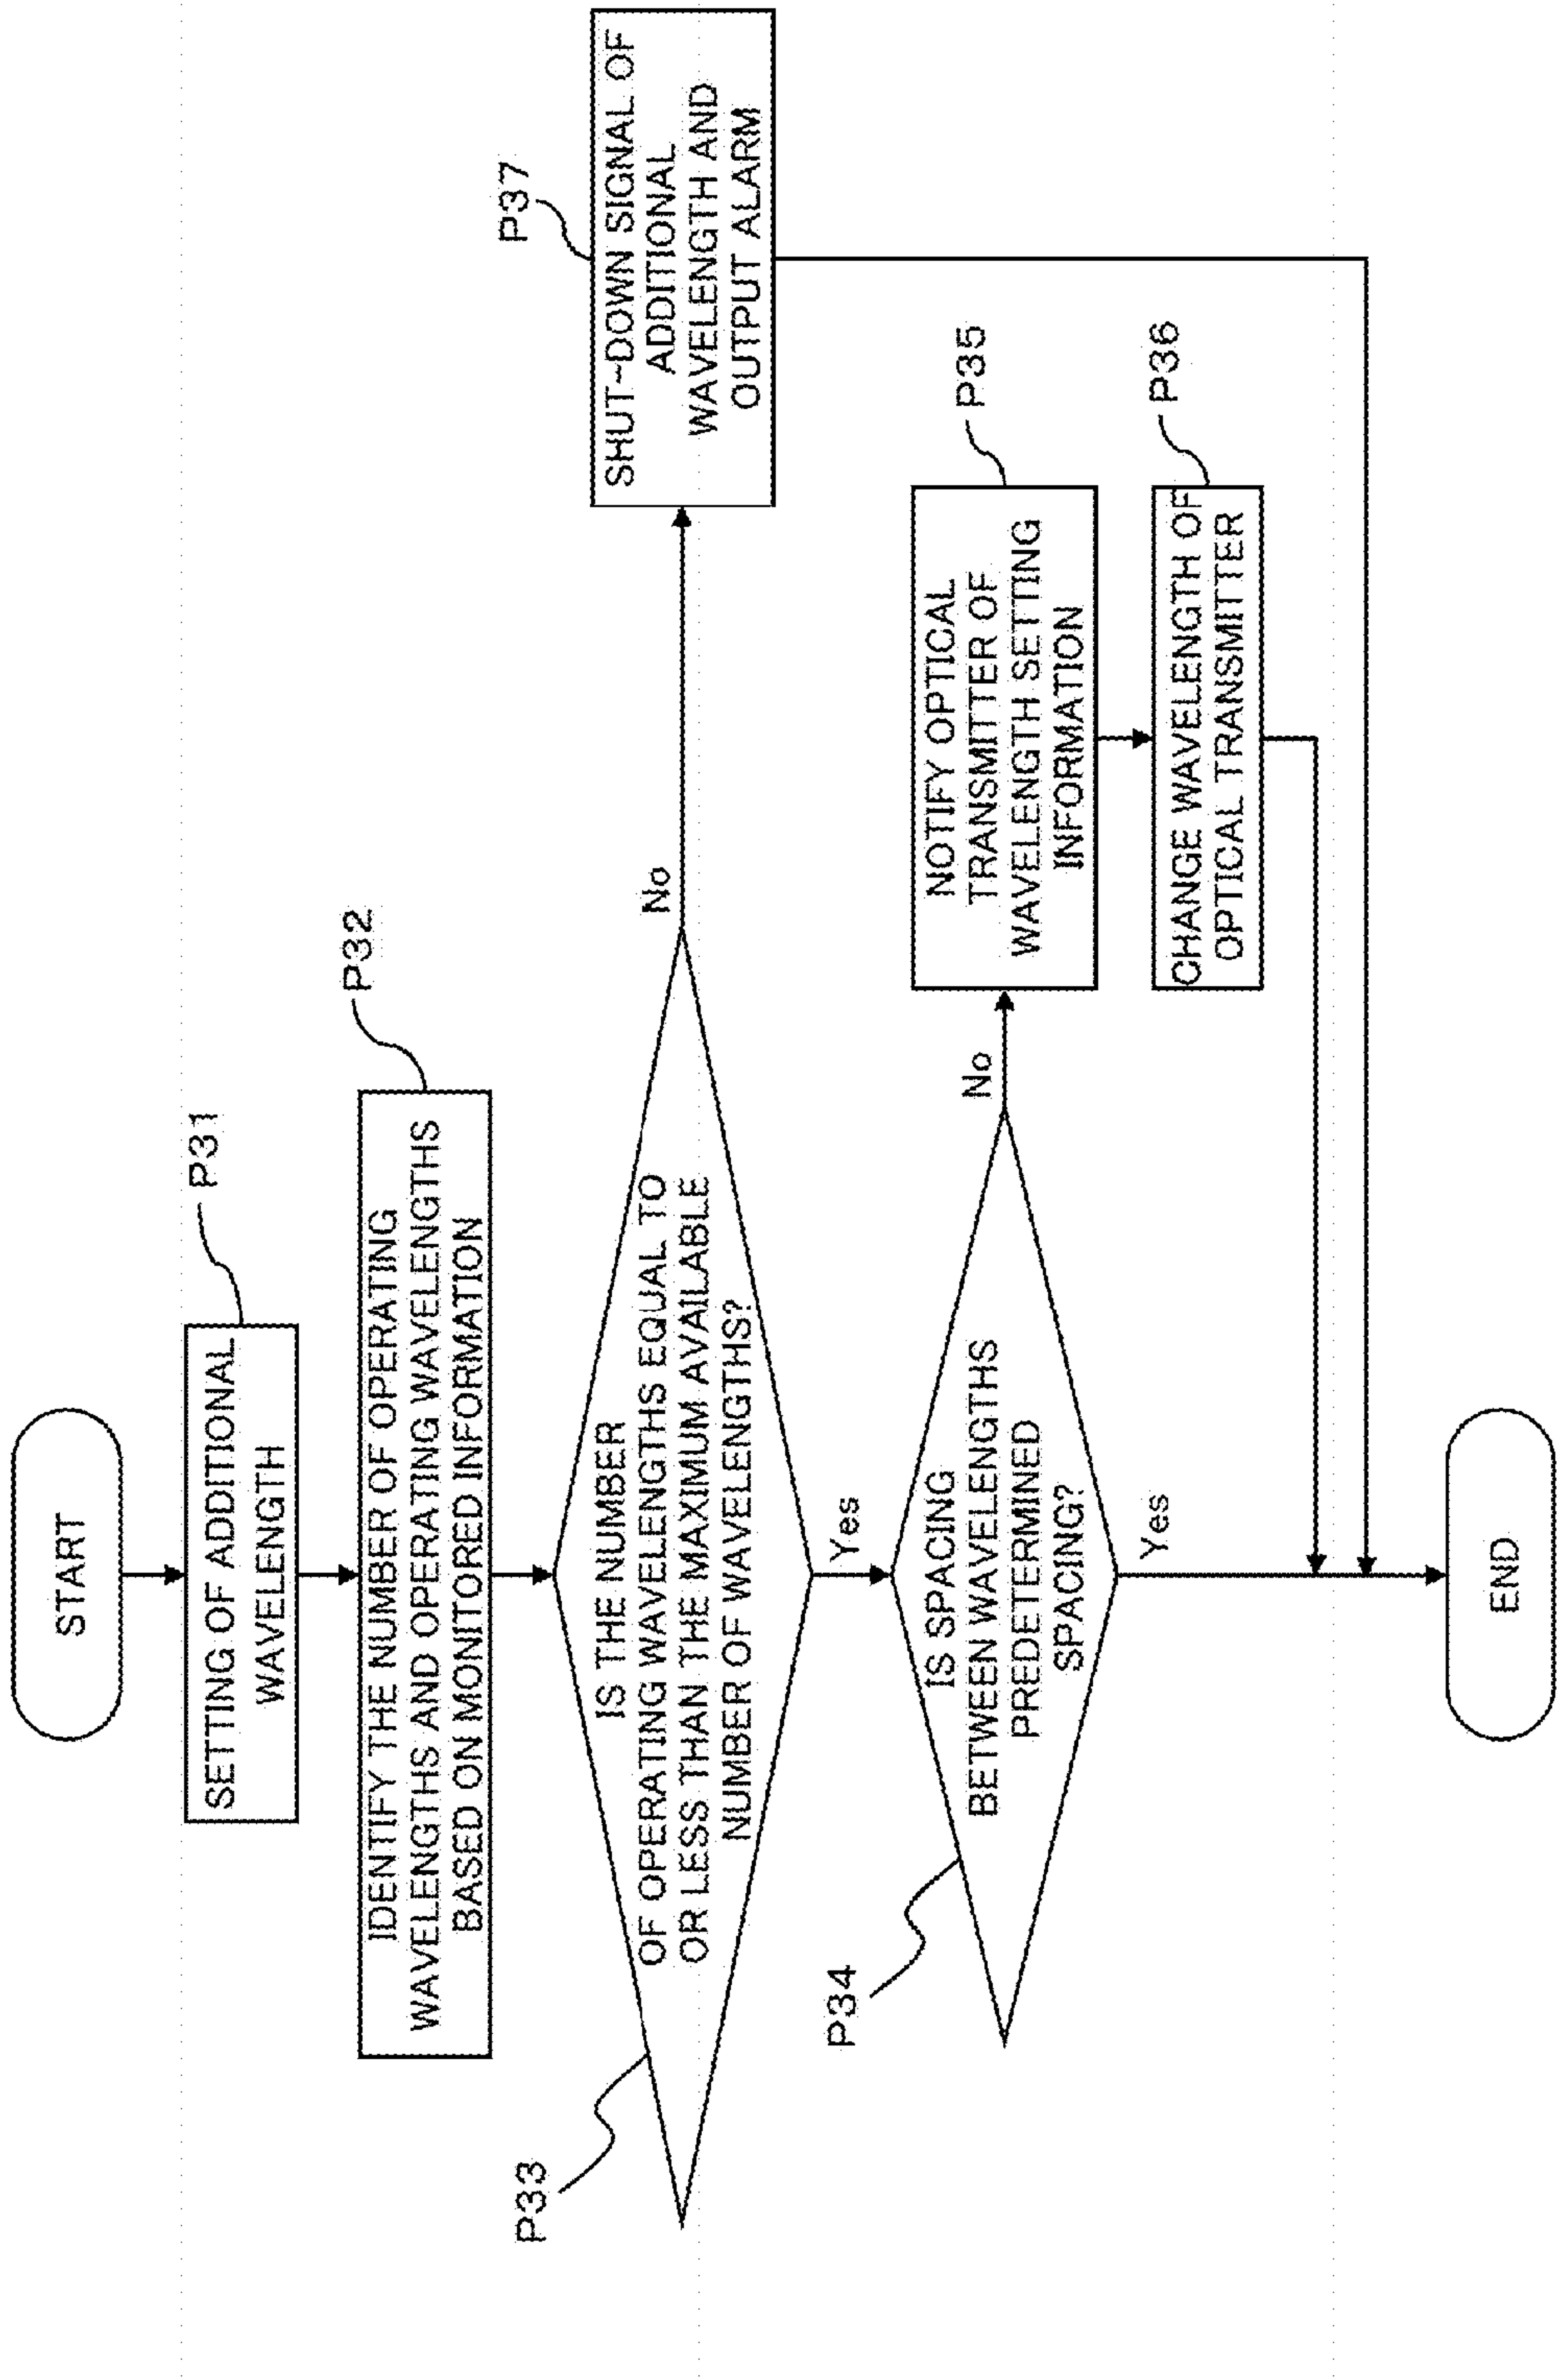 START
P31
SETTING OF ADDITIONAL
WAVELENGTH
P32
IDENTIFY THE NUMBER OF OPERATING
WAVELENGTHS AND OPERATING WAVELENGTHS
BASED ON MONITORED INFORMATION
P33
IS THE NUMBER
OF OPERATING WAVELENGTHS EQUAL TO
OR LESS THAN THE MAXIMUM AVAILABLE
NUMBER OF WAVELENGTHS?
No
P37
SHUT-DOWN SIGNAL OF
ADDITIONAL
WAVELENGTH AND
OUTPUT ALARM
Yes
P34
IS SPACING
BETWEEN WAVELENGTHS
PREDETERMINED
SPACING?
No
P35
NOTIFY OPTICAL
TRANSMITTER OF
WAVELENGTH SETTING
INFORMATION
P36
CHANGE WAVELENGTH OF
OPTICAL TRANSMITTER
Yes
END